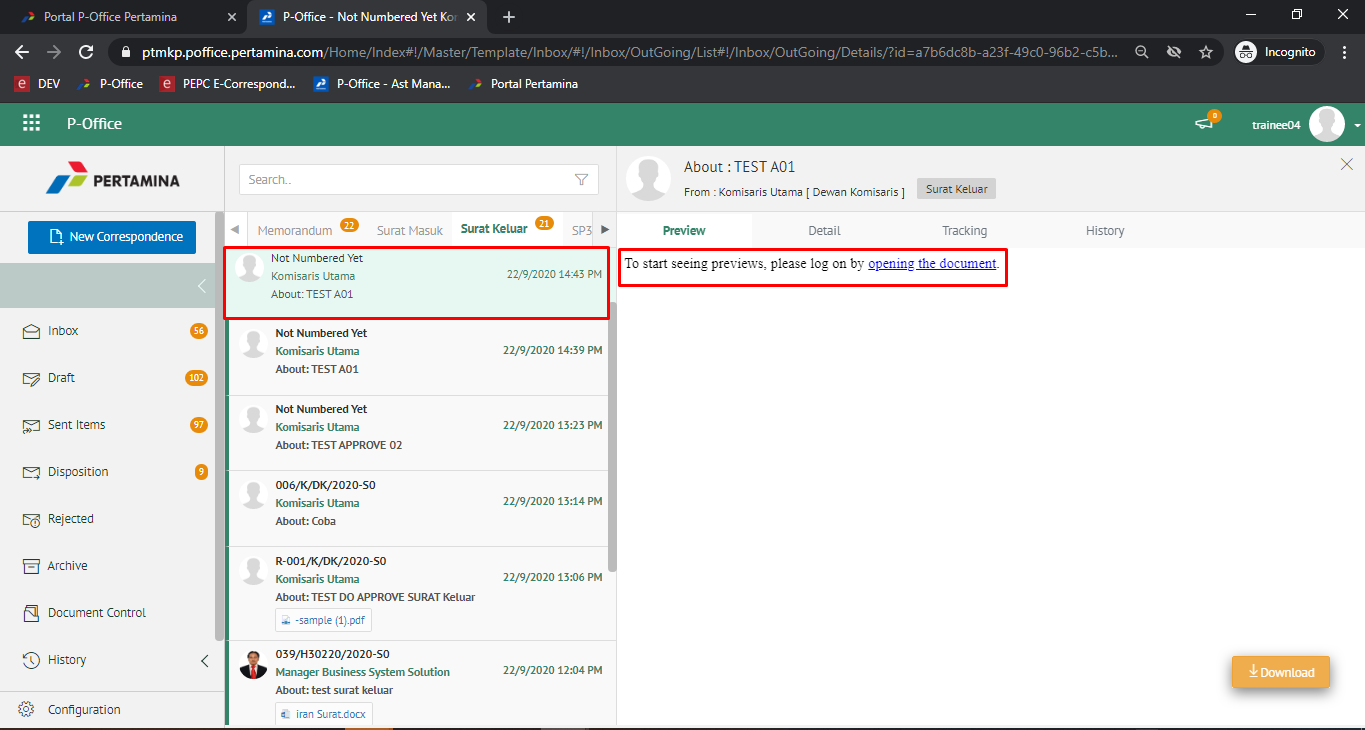 Portal P-Office Pertamina
P-Office - Not Numbered Yet Kor
ptmkp.poffice.pertamina.com/Home/Index#!/Master/Template/Inbox/#!/Inbox/OutGoing/List#!/Inbox/OutGoing/Details/?id=a7b6dc8b-a23f-49c0-96b2-c5b...
Incognito
e DEV
P-Office
e PEPC E-Correspond...
P-Office - Ast Mana...
Portal Pertamina
P-Office
0
trainee04
PERTAMINA
New Correspondence
Inbox 56
Draft 102
Sent Items 97
Disposition 9
Rejected
Archive
Document Control
History
Configuration
Search..
Memorandum 22
Surat Masuk
Surat Keluar 21
SP3
Not Numbered Yet
Komisaris Utama 22/9/2020 14:43 PM
About: TEST A01
Not Numbered Yet
Komisaris Utama 22/9/2020 14:39 PM
About: TEST A01
Not Numbered Yet
Komisaris Utama 22/9/2020 13:23 PM
About: TEST APPROVE 02
006/K/DK/2020-S0
Komisaris Utama 22/9/2020 13:14 PM
About: Coba
R-001/K/DK/2020-S0
Komisaris Utama 22/9/2020 13:06 PM
About: TEST DO APPROVE SURAT Keluar
-sample (1).pdf
039/H30220/2020-S0
Manager Business System Solution 22/9/2020 12:04 PM
About: test surat keluar
iran Surat.docx
About : TEST A01
From : Komisaris Utama [ Dewan Komisaris ] Surat Keluar
Preview
Detail
Tracking
History
To start seeing previews, please log on by opening the document.
Download